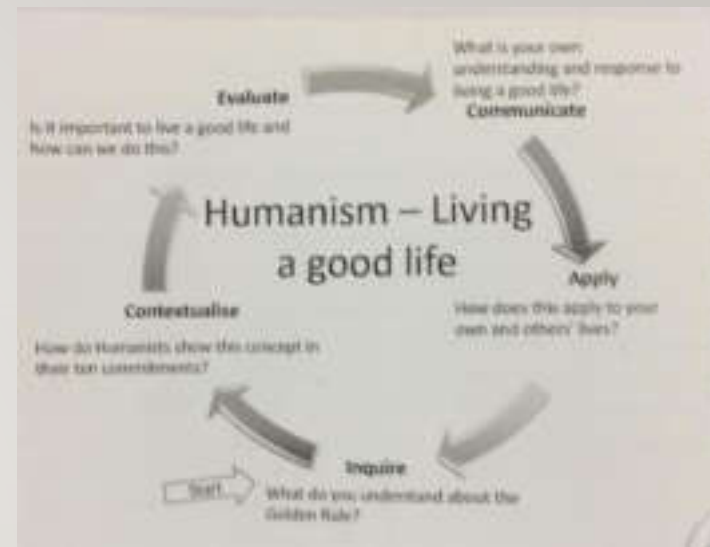 What is your own
understanding and response to
living a good life?
Communicate
Evaluate
Is it important to live a good life and
how can we do this?
Humanism – Living
a good life
Apply
How does this apply to your
own and others' lives?
Contextualise
How do Humanists show this concept in
their ten commitments?
Inquire
Start
What do you understand about the
Golden Rule?